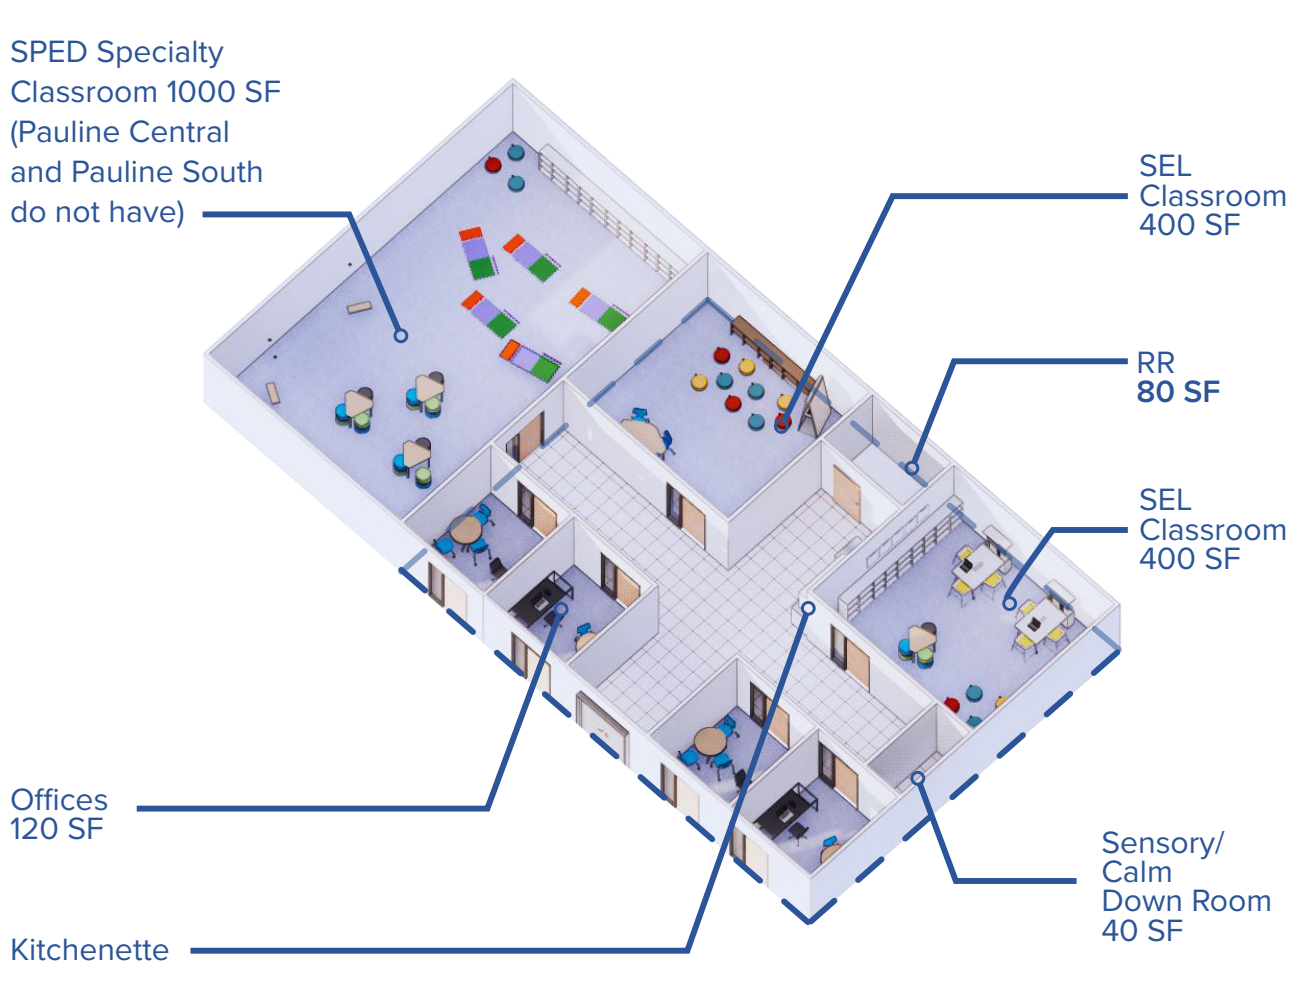 SPED Specialty
Classroom 1000 SF
(Pauline Central
and Pauline South
do not have)
SEL
Classroom
400 SF
RR
80 SF
SEL
Classroom
400 SF
Offices
120 SF
Sensory/
Calm
Down Room
40 SF
Kitchenette